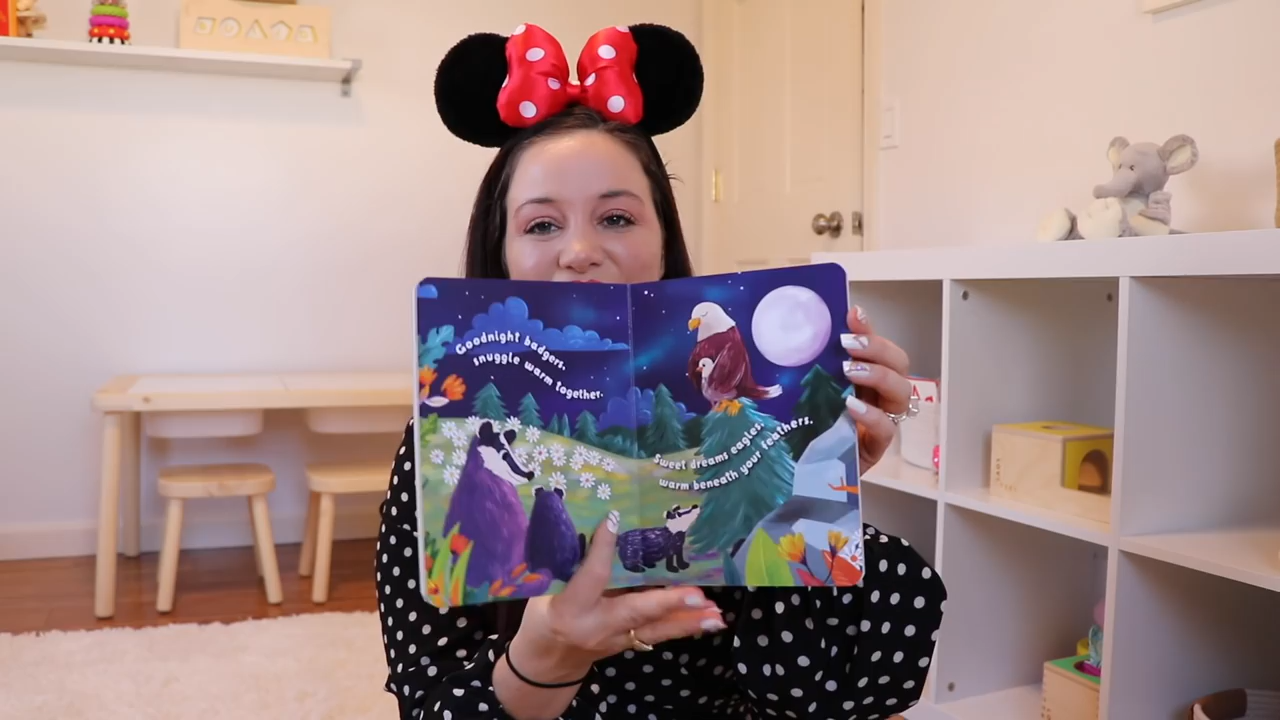 Goodnight badgers,
snuggle warm together.
Sweet dreams eagles,
warm beneath your feathers.